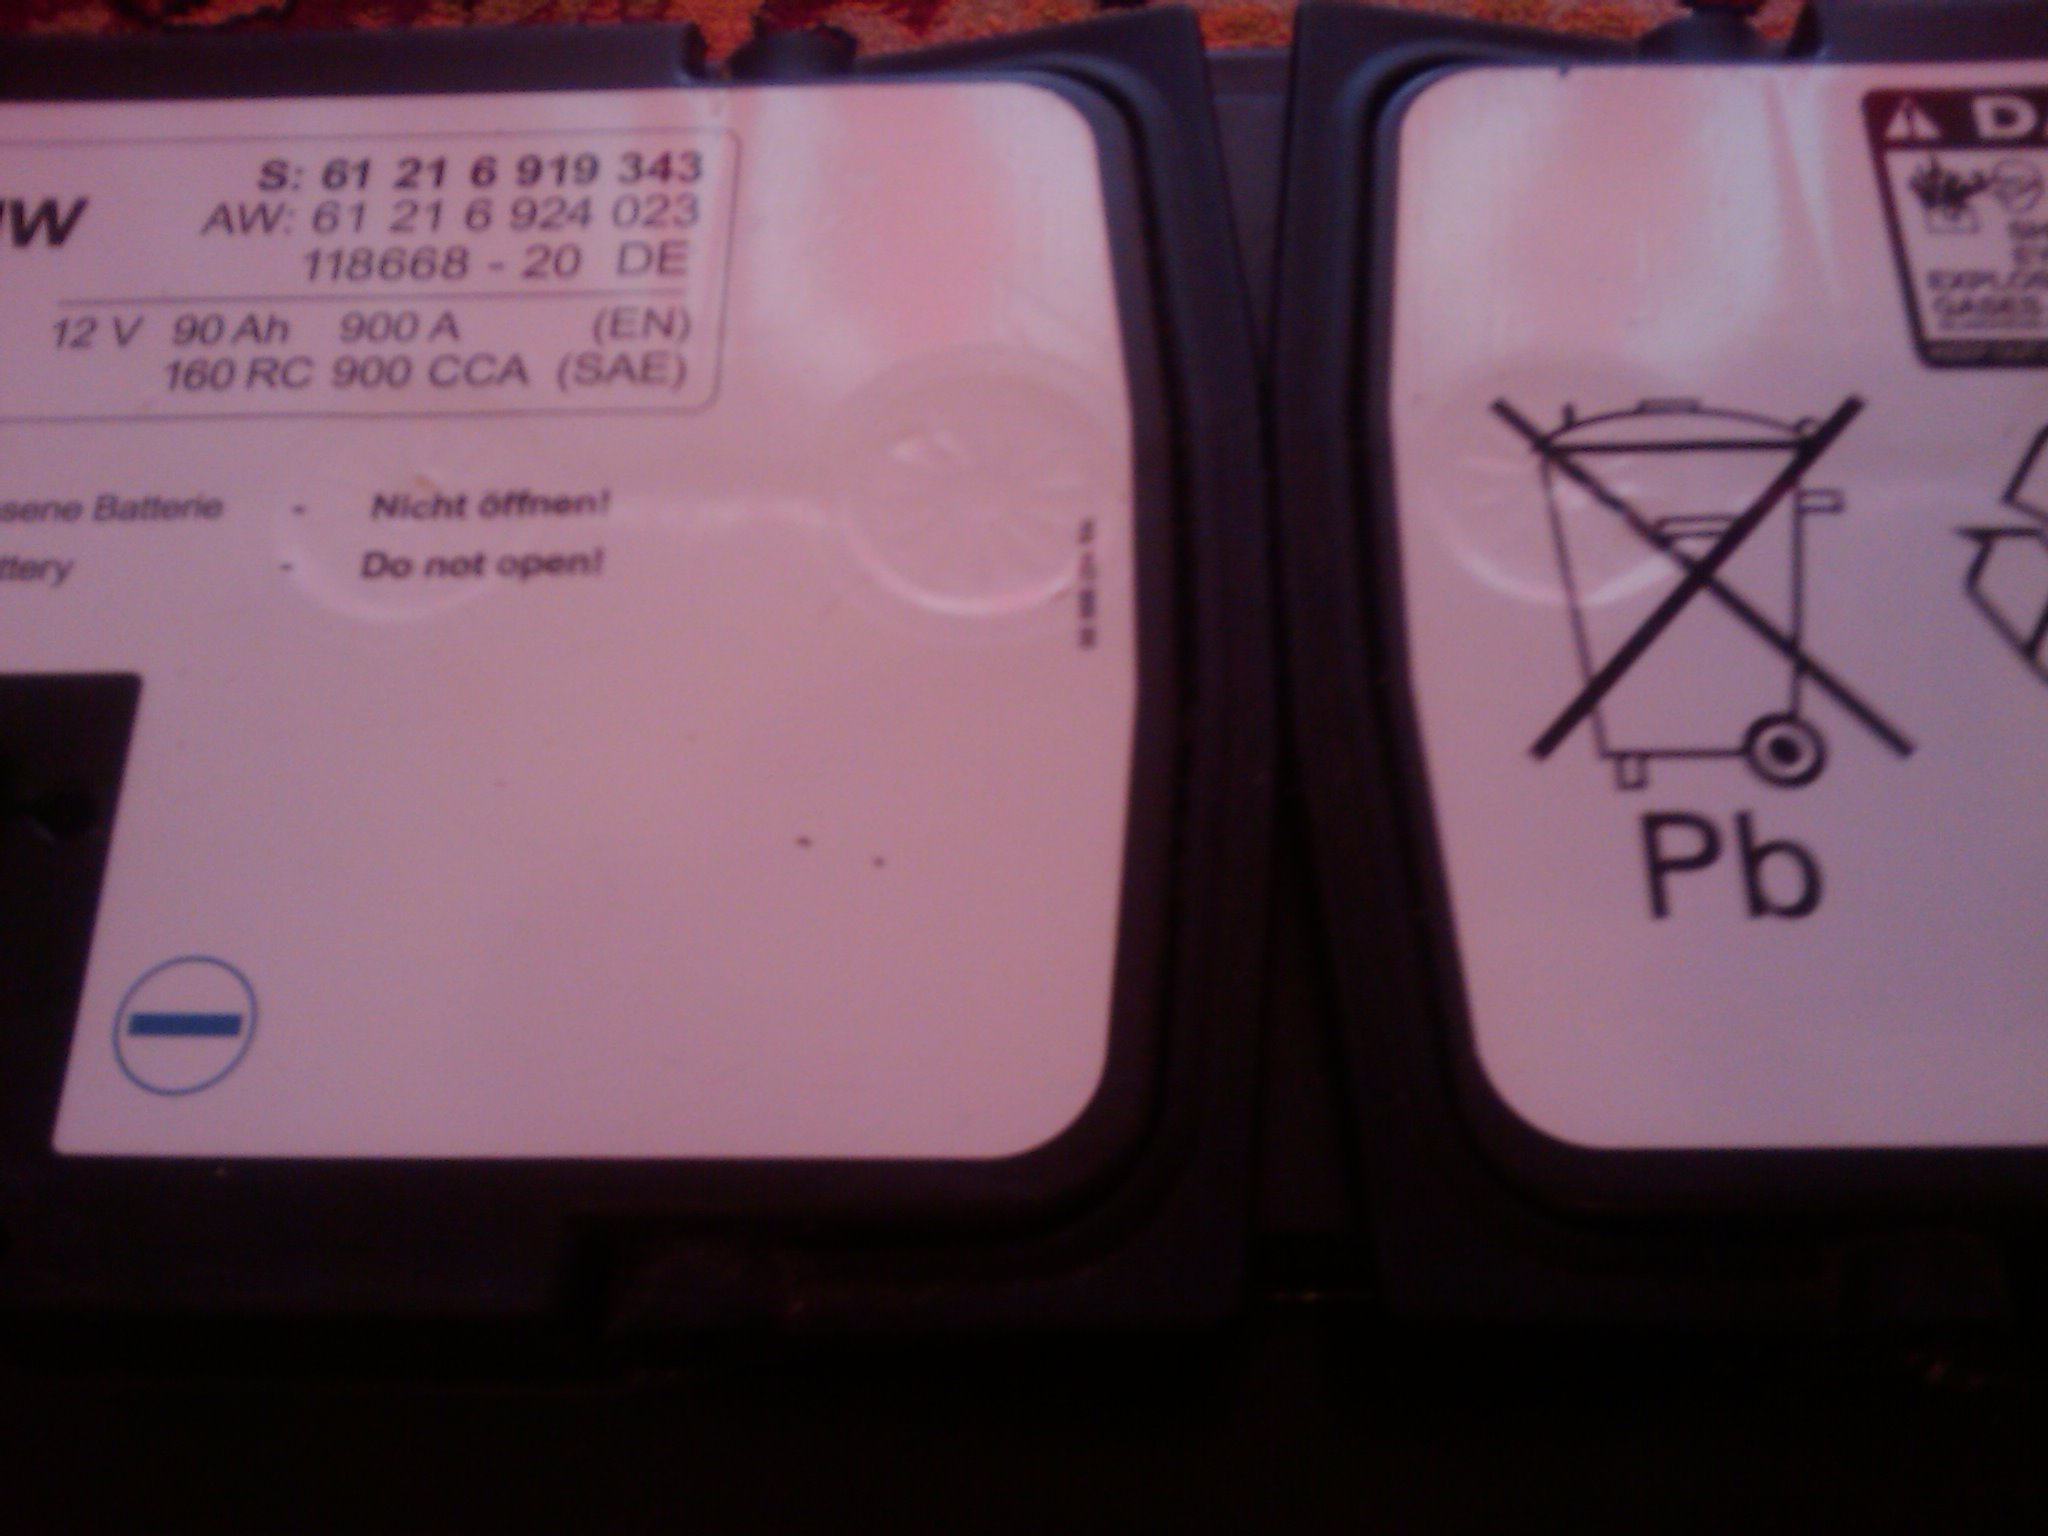 S: 61 21 6 919 343
AW: 61 21 6 924 023
118668 - 20 DE
12 V 90 Ah 900 A (EN)
160 RC 900 CCA (SAE)
Batterie - Nicht öffnen!
- Do not open!
Pb